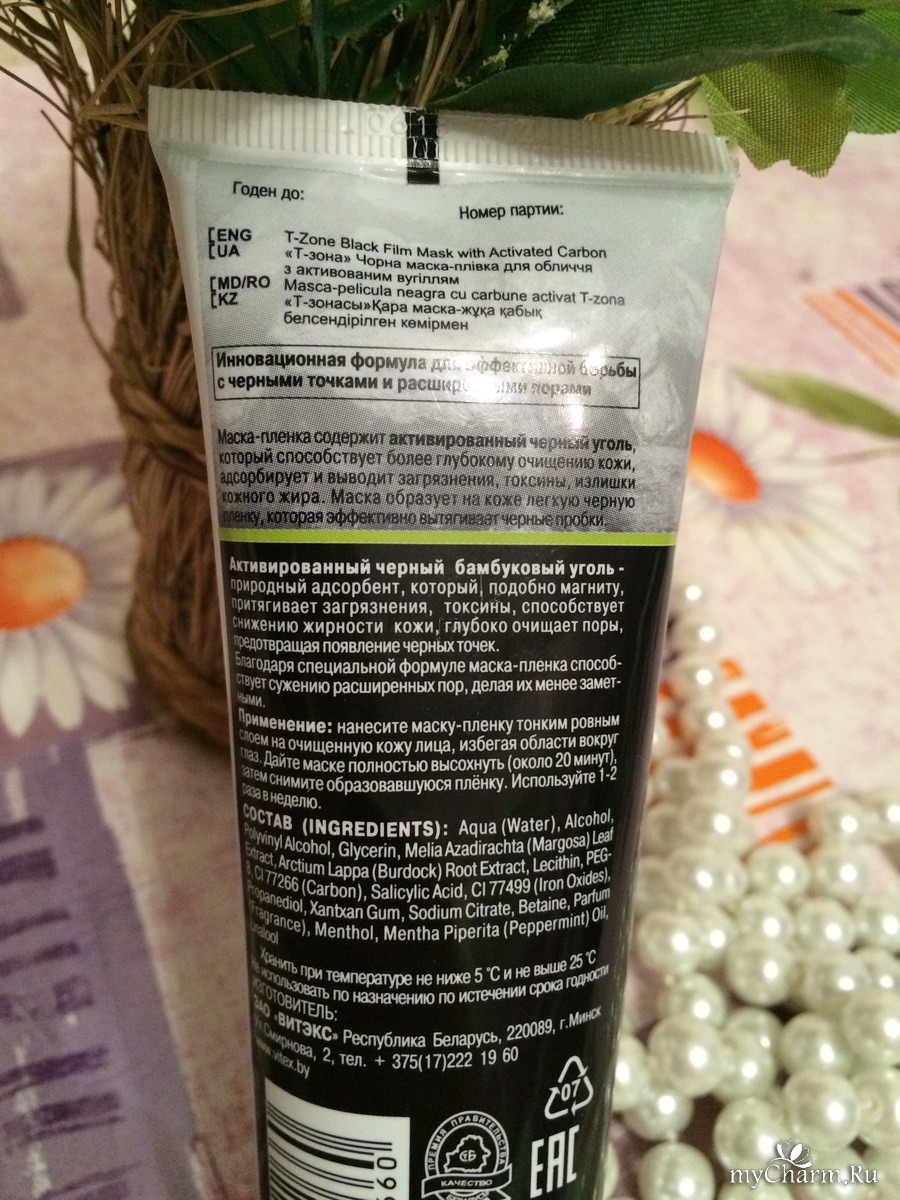 Годен до:
Номер партии:
[ENG T-Zone Black Film Mask with Activated Carbon
[UA «Т-зона» Чорна маска-плівка для обличчя
з активованим вугіллям
[MD/RO Masca-pelicula neagra cu carbune activat T-zona
[KZ «Т-зонасы»Қара маска-жұқа қабық
белсендірілген көмірмен
Инновационная формула для эффективной борьбы
с черными точками и расширенными порами
Маска-пленка содержит активированный черный уголь,
который способствует более глубокому очищению кожи,
адсорбирует и выводит загрязнения, токсины, излишки
кожного жира. Маска образует на коже легкую черную
пленку, которая эффективно вытягивает черные пробки.
Активированный черный бамбуковый уголь -
природный адсорбент, который, подобно магниту,
притягивает загрязнения, токсины, способствует
снижению жирности кожи, глубоко очищает поры,
предотвращая появление черных точек.
Благодаря специальной формуле маска-пленка способ-
ствует сужению расширенных пор, делая их менее замет-
ными.
Применение: нанесите маску-пленку тонким ровным
слоем на очищенную кожу лица, избегая области вокруг
глаз. Дайте маске полностью высохнуть (около 20 минут),
затем снимите образовавшуюся плёнку. Используйте 1-2
раза в неделю.
СОСТАВ (INGREDIENTS): Aqua (Water), Alcohol,
Polyvinyl Alcohol, Glycerin, Melia Azadirachta (Margosa) Leaf
Extract, Arctium Lappa (Burdock) Root Extract, Lecithin, PEG-
8, CI 77266 (Carbon), Salicylic Acid, CI 77499 (Iron Oxides),
Propanediol, Xantxan Gum, Sodium Citrate, Betaine, Parfum
(Fragrance), Menthol, Mentha Piperita (Peppermint) Oil,
Linalool
Хранить при температуре не ниже 5 °С и не выше 25 °С
Не использовать по назначению по истечении срока годности
ИЗГОТОВИТЕЛЬ:
ЗАО «ВИТЭКС» Республика Беларусь, 220089, г.Минск
Ул.Смирнова, 2, тел. + 375(17)222 19 60
www.vitex.by
07
ПРЕМИЯ ПРАВИТЕЛЬСТВА
КАЧЕСТВО
EAC
myCharm.Ru